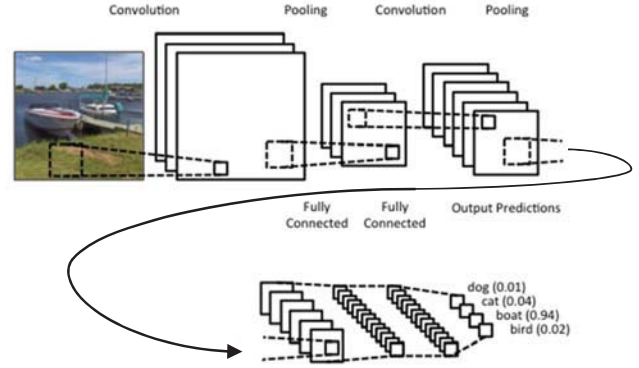 Convolution Pooling Convolution Pooling
Fully Connected
Fully Connected
Output Predictions
dog (0.01)
cat (0.04)
boat (0.94)
bird (0.02)